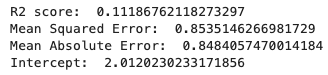 R2 score:  0.11186762118273297
Mean Squared Error:  0.8535146266981729
Mean Absolute Error:  0.8484057470014184
Intercept:  2.0120230233171856